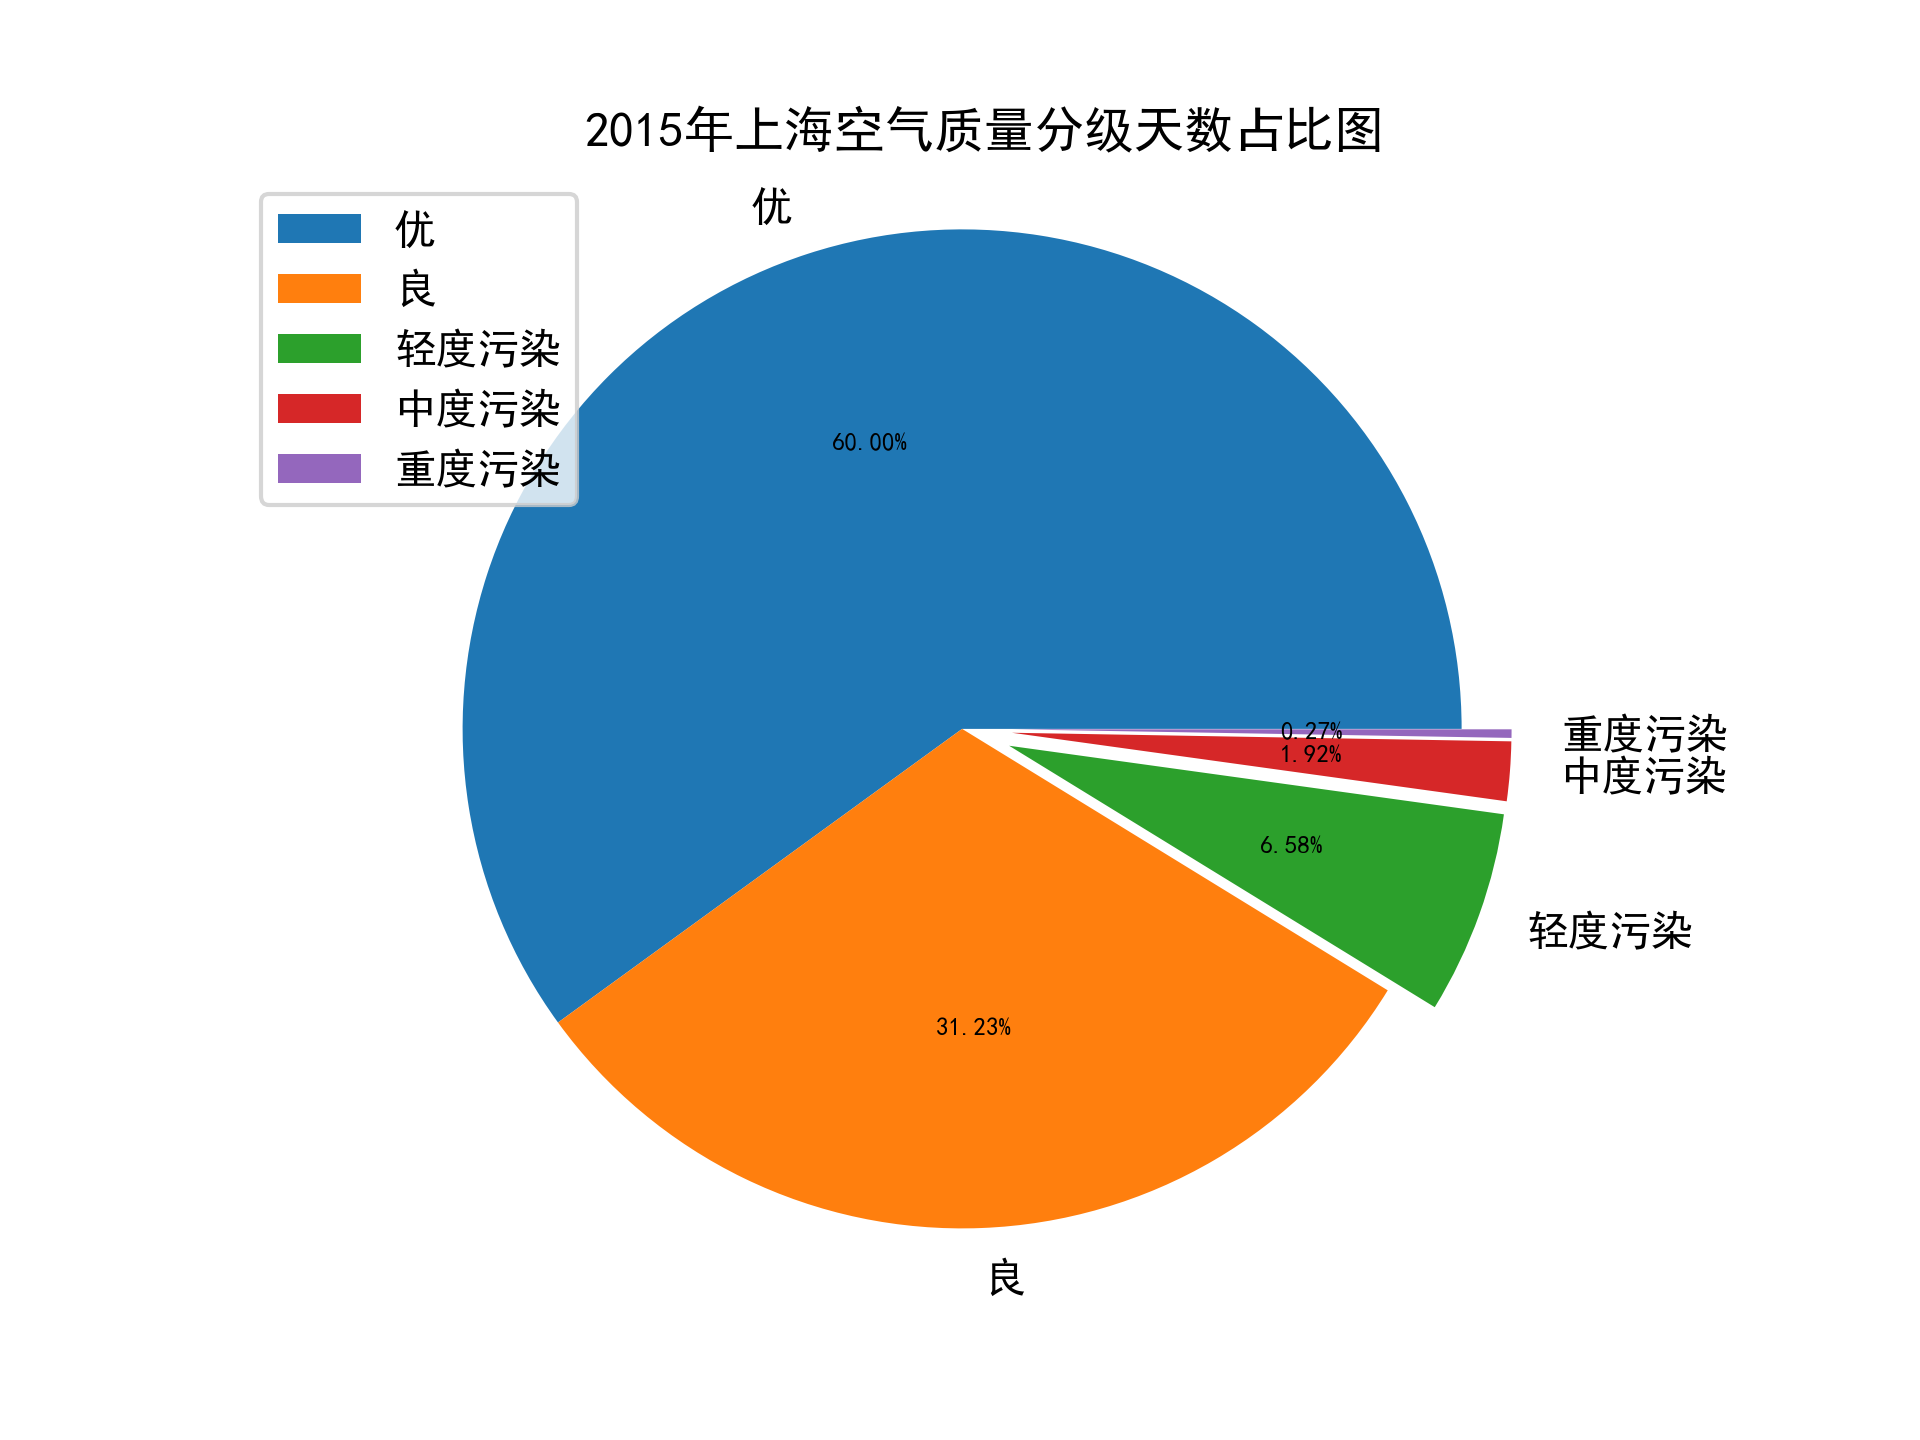 2015年上海空气质量分级天数占比图
优
优
良
轻度污染
中度污染
重度污染
60.00%
0.27%
重度污染
1.92%
中度污染
6.58%
轻度污染
31.23%
良